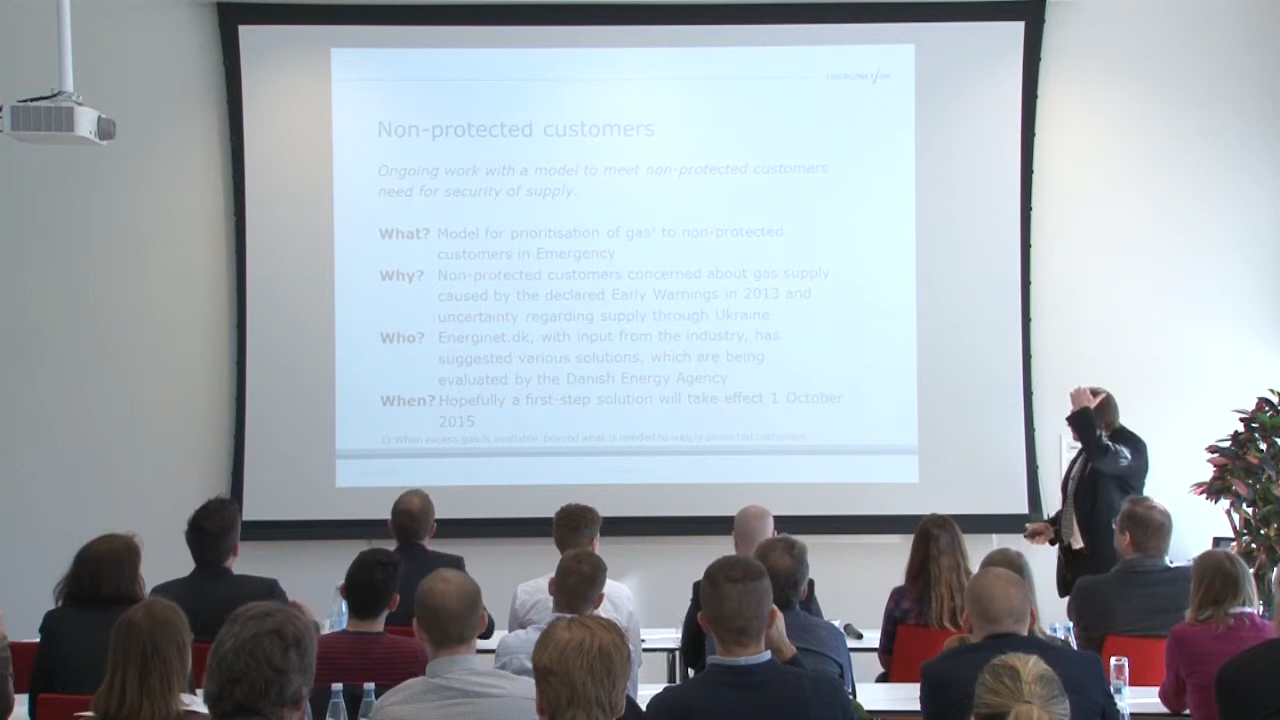 ENERGINET/DK
Non-protected customers
Ongoing work with a model to meet non-protected customers
need for security of supply.
What? Model for prioritisation of gas¹ to non-protected
customers in Emergency
Why? Non-protected customers concerned about gas supply
caused by the declared Early Warnings in 2013 and
uncertainty regarding supply through Ukraine
Who? Energinet.dk, with input from the industry, has
suggested various solutions, which are being
evaluated by the Danish Energy Agency
When? Hopefully a first-step solution will take effect 1 October
2015
1) When excess gas is available, beyond what is needed to supply protected customers.